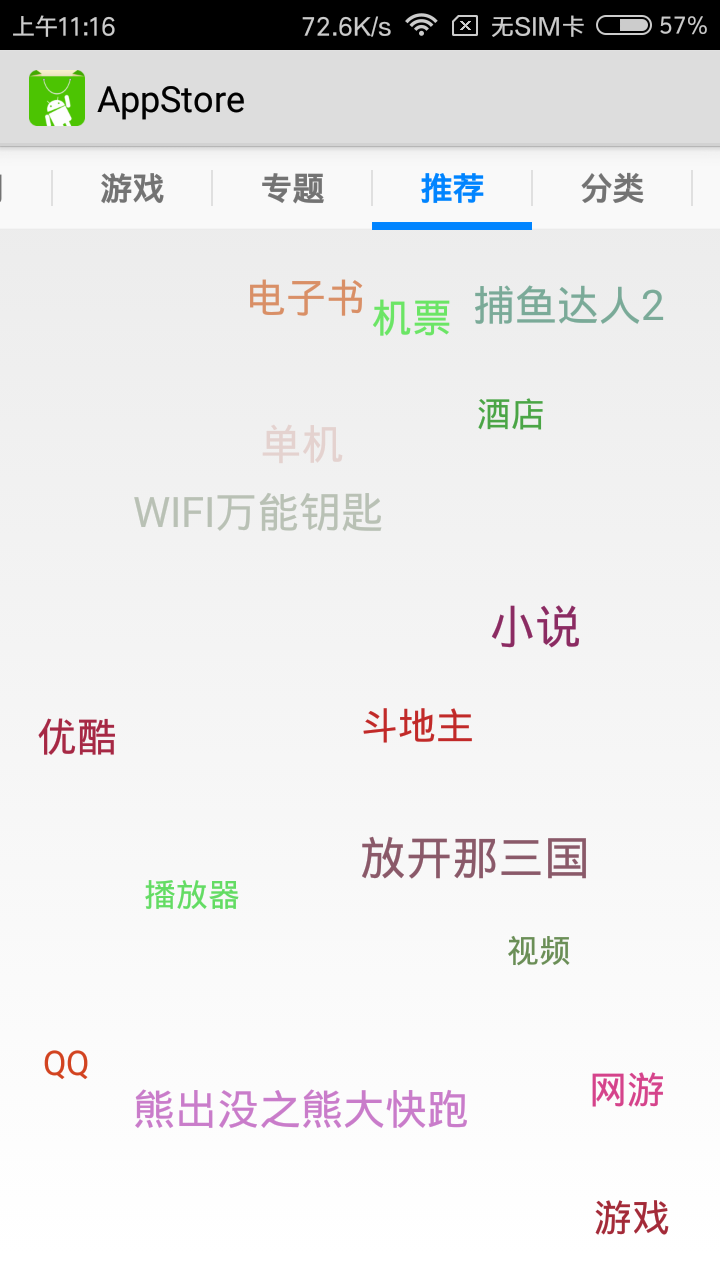 上午11:16 72.6K/s 无SIM卡 57%
AppStore
游戏 专题 推荐 分类
电子书 机票 捕鱼达人2
酒店
单机
WIFI万能钥匙
小说
优酷 斗地主
放开那三国
播放器
视频
QQ
熊出没之熊大快跑 网游
游戏